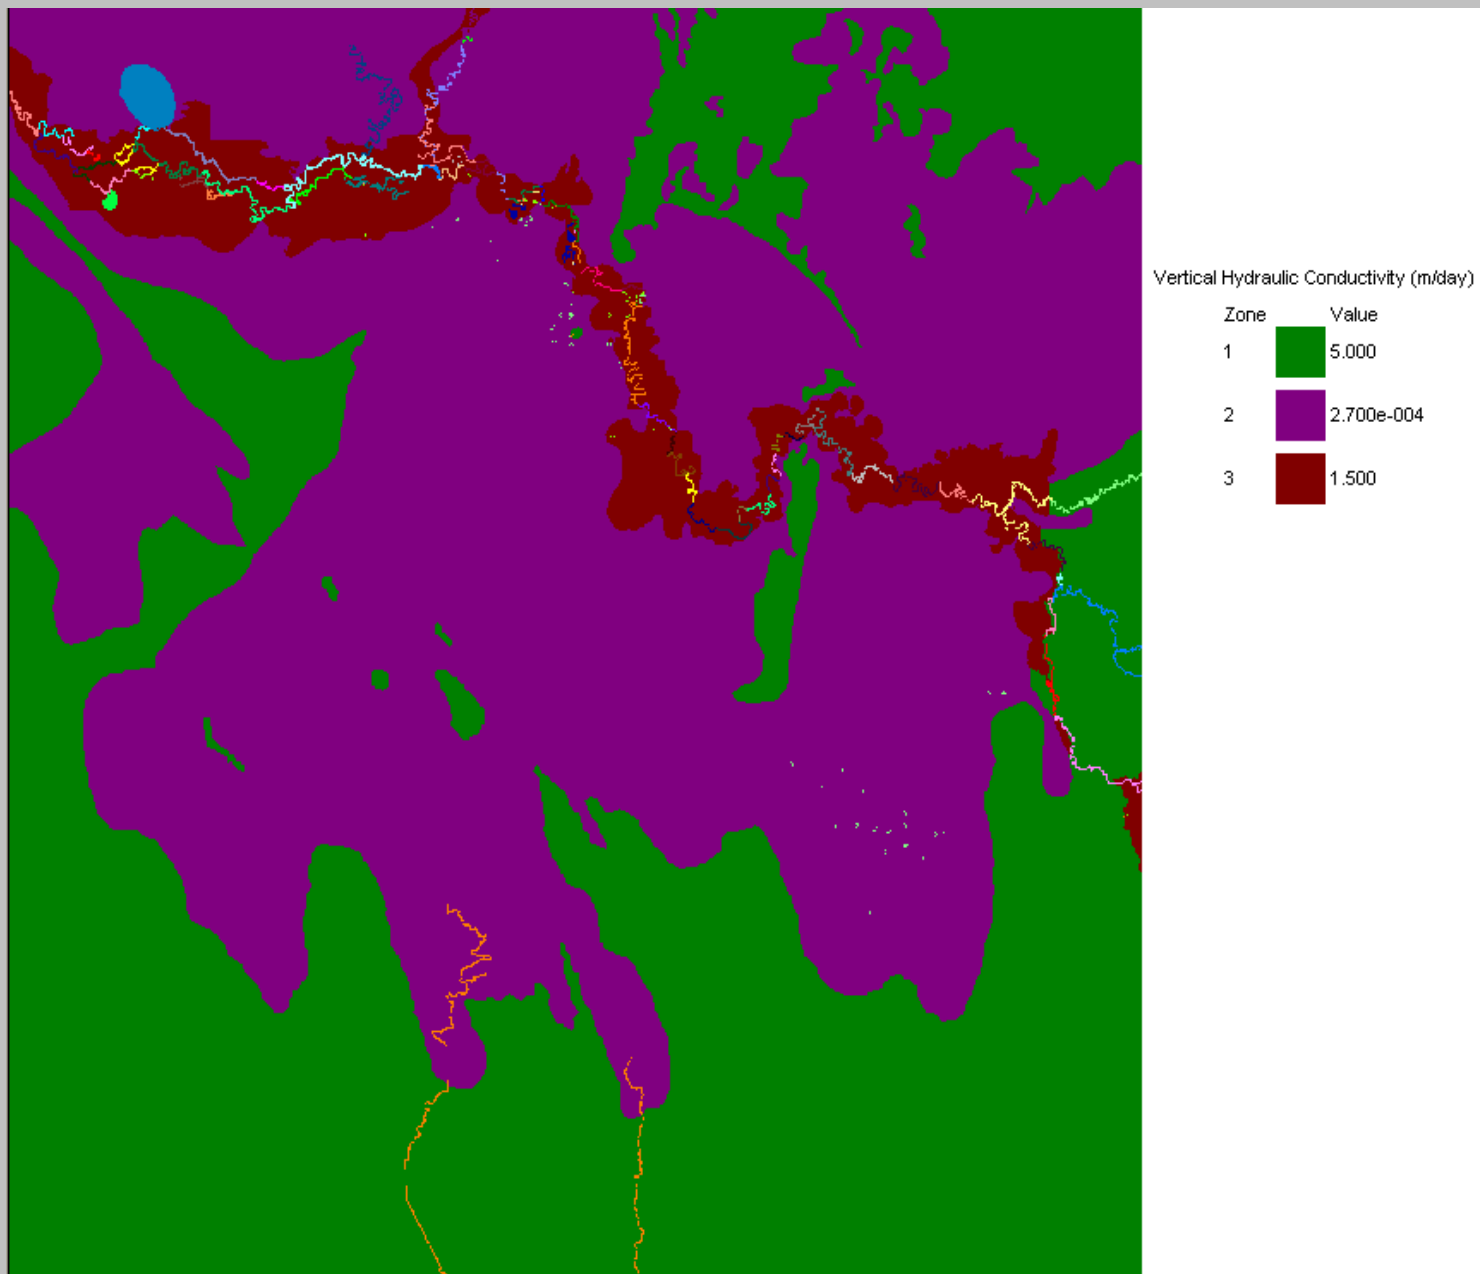 Vertical Hydraulic Conductivity (m/day)
Zone Value
1 5.000
2 2.700e-004
3 1.500